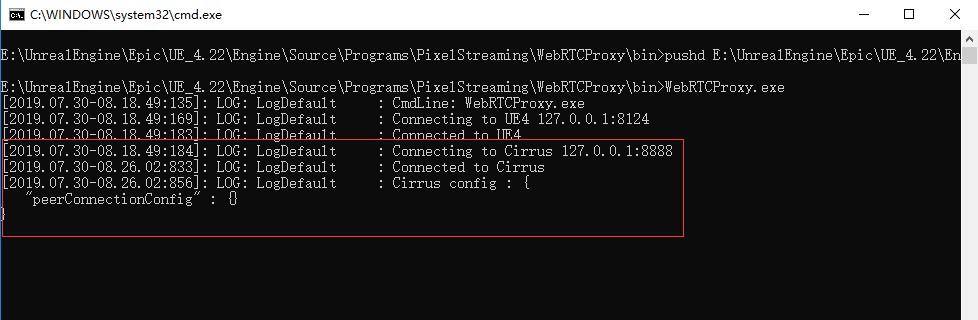 C:\WINDOWS\system32\cmd.exe
E:\UnrealEngine\Epic\UE_4.22\Engine\Source\Programs\PixelStreaming\WebRTCProxy\bin>pushd E:\UnrealEngine\Epic\UE_4.22\En
E:\UnrealEngine\Epic\UE_4.22\Engine\Source\Programs\PixelStreaming\WebRTCProxy\bin>WebRTCProxy.exe
[2019.07.30-08.18.49:135]: LOG: LogDefault : CmdLine: WebRTCProxy.exe
[2019.07.30-08.18.49:169]: LOG: LogDefault : Connecting to UE4 127.0.0.1:8124
[2019.07.30-08.18.49:183]: LOG: LogDefault : Connected to UE4
[2019.07.30-08.18.49:184]: LOG: LogDefault : Connecting to Cirrus 127.0.0.1:8888
[2019.07.30-08.26.02:833]: LOG: LogDefault : Connected to Cirrus
[2019.07.30-08.26.02:856]: LOG: LogDefault : Cirrus config : {
"peerConnectionConfig" : {}
}